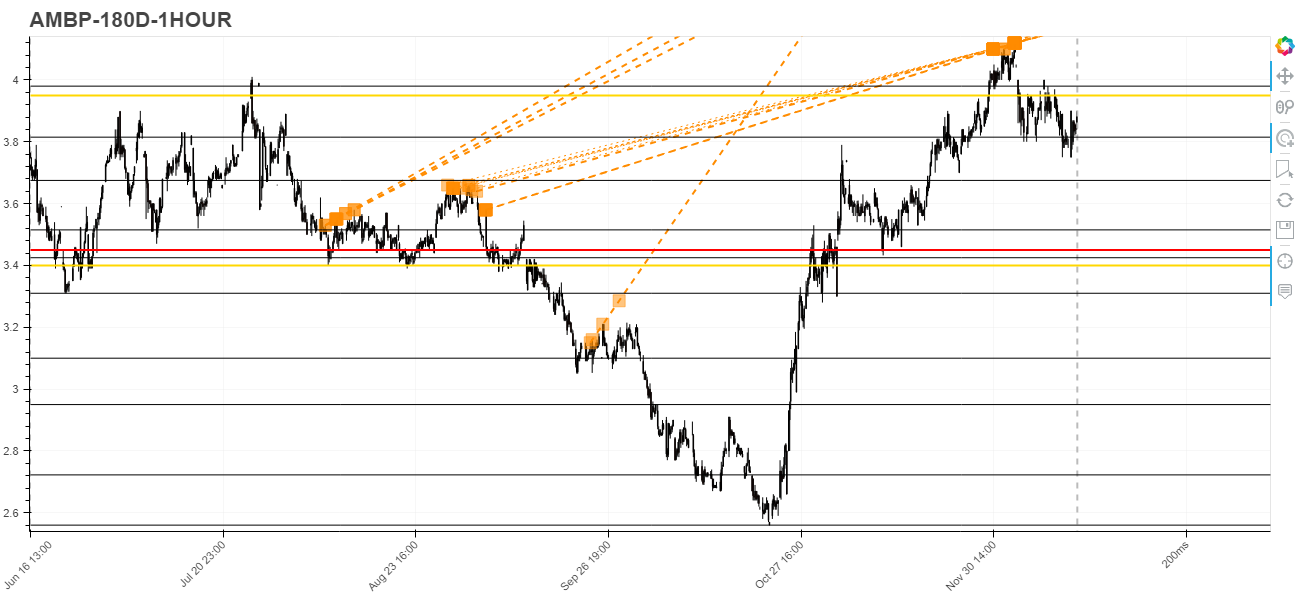 AMBP-180D-1HOUR
4
3.8
3.6
3.4
3.2
3
2.8
2.6
Jun 16 13:00
Jul 20 23:00
Aug 23 16:00
Sep 26 19:00
Oct 27 16:00
Nov 30 14:00
200ms